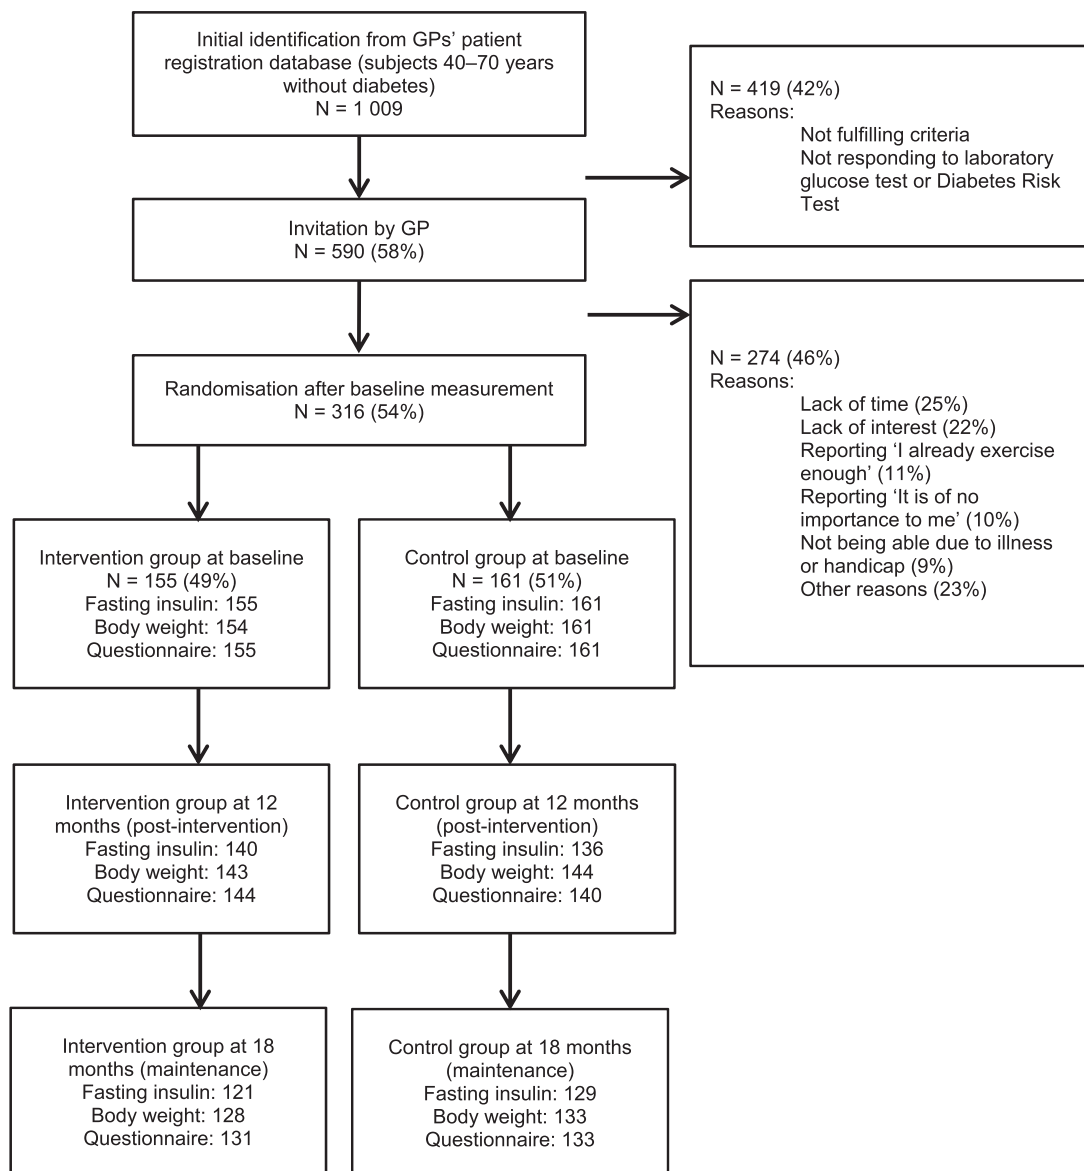 Initial identification from GPs' patient
registration database (subjects 40–70 years
without diabetes)
N = 1 009
N = 419 (42%)
Reasons:
Not fulfilling criteria
Not responding to laboratory
glucose test or Diabetes Risk
Test
Invitation by GP
N = 590 (58%)
N = 274 (46%)
Reasons:
Lack of time (25%)
Lack of interest (22%)
Reporting ‘I already exercise
enough’ (11%)
Reporting ‘It is of no
importance to me’ (10%)
Not being able due to illness
or handicap (9%)
Other reasons (23%)
Randomisation after baseline measurement
N = 316 (54%)
Intervention group at baseline
N = 155 (49%)
Fasting insulin: 155
Body weight: 154
Questionnaire: 155
Control group at baseline
N = 161 (51%)
Fasting insulin: 161
Body weight: 161
Questionnaire: 161
Intervention group at 12
months (post-intervention)
Fasting insulin: 140
Body weight: 143
Questionnaire: 144
Control group at 12 months
(post-intervention)
Fasting insulin: 136
Body weight: 144
Questionnaire: 140
Intervention group at 18
months (maintenance)
Fasting insulin: 121
Body weight: 128
Questionnaire: 131
Control group at 18 months
(maintenance)
Fasting insulin: 129
Body weight: 133
Questionnaire: 133